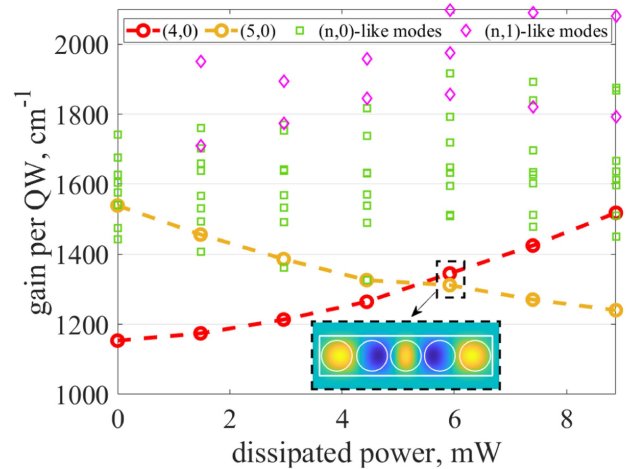 (4,0) (5,0) (n,0)-like modes (n,1)-like modes
2000
1800
1600
1400
1200
1000
gain per QW, cm-1
0 2 4 6 8
dissipated power, mW